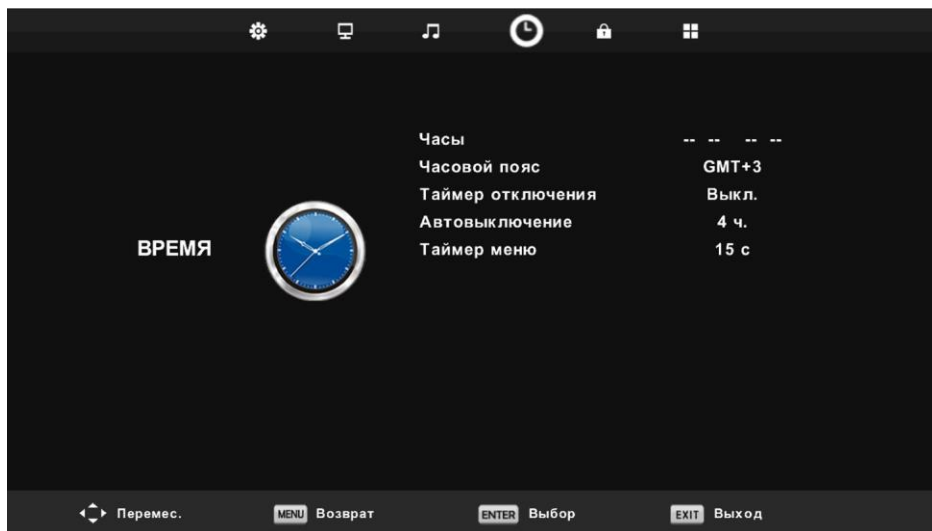 Часы -- -- -- --
Часовой пояс GMT+3
Таймер отключения Выкл.
Автовыключение 4 ч.
Таймер меню 15 с
ВРЕМЯ
Перемес. MENU Возврат ENTER Выбор EXIT Выход